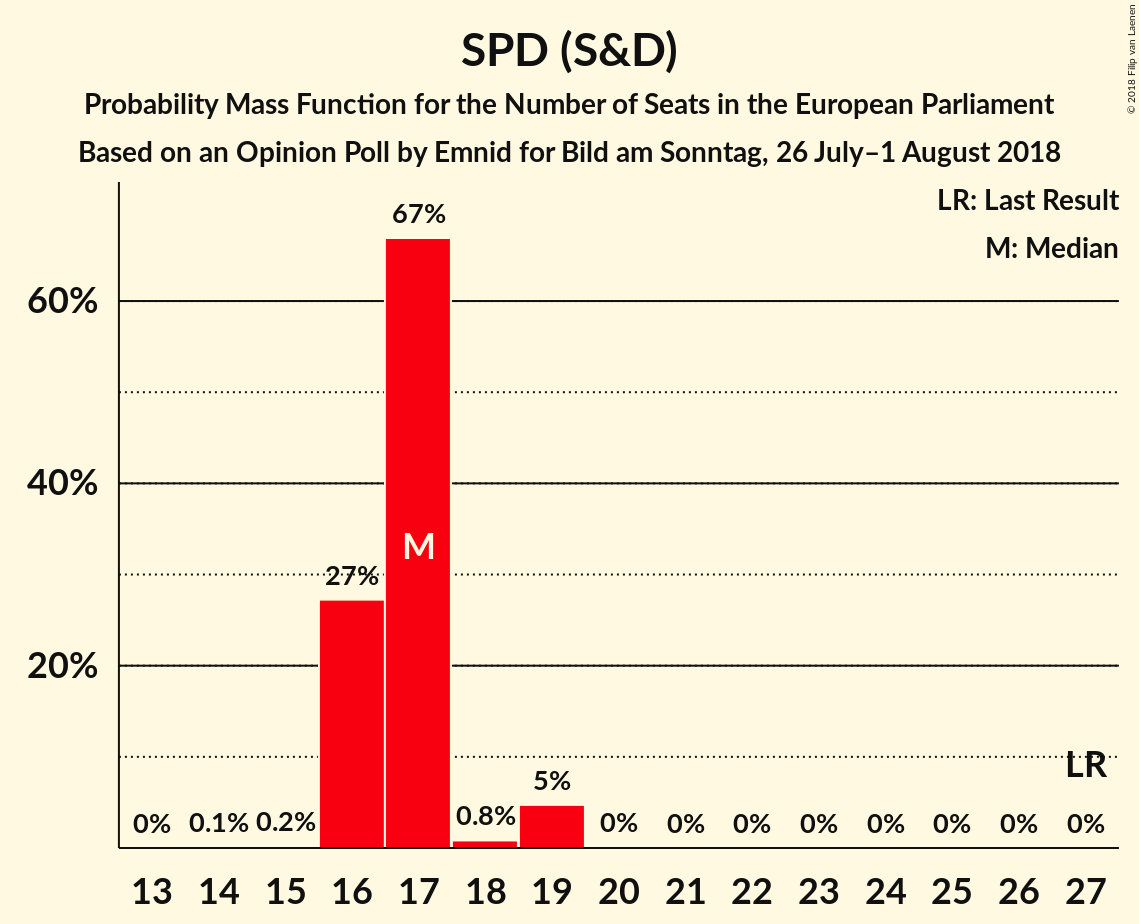 SPD (S&D)
Probability Mass Function for the Number of Seats in the European Parliament
Based on an Opinion Poll by Emnid for Bild am Sonntag, 26 July–1 August 2018
© 2018 Filip van Laenen
LR: Last Result
M: Median
67%
60%
40%
M
27%
20%
LR
5%
0% 0.1% 0.2% 0.8% 0% 0% 0% 0% 0% 0% 0% 0%
13 14 15 16 17 18 19 20 21 22 23 24 25 26 27